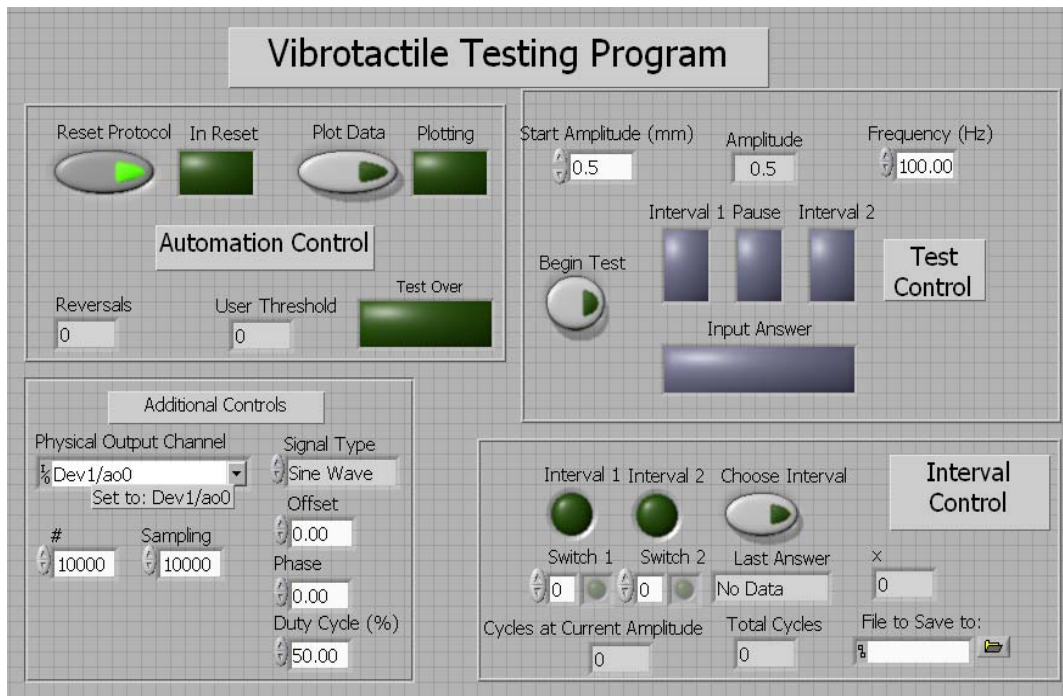 Vibrotactile Testing Program
Reset Protocol
In Reset
Plot Data
Plotting
Automation Control
Reversals
0
User Threshold
0
Test Over
Start Amplitude (mm)
0.5
Amplitude
0.5
Frequency (Hz)
100.00
Interval 1
Pause
Interval 2
Begin Test
Test
Control
Input Answer
Additional Controls
Physical Output Channel
Dev1/ao0
Set to: Dev1/ao0
#
10000
Sampling
10000
Signal Type
Sine Wave
Offset
0.00
Phase
0.00
Duty Cycle (%)
50.00
Interval 1
Interval 2
Choose Interval
Interval
Control
Switch 1
0
Switch 2
0
Last Answer
No Data
x
0
Cycles at Current Amplitude
0
Total Cycles
0
File to Save to: